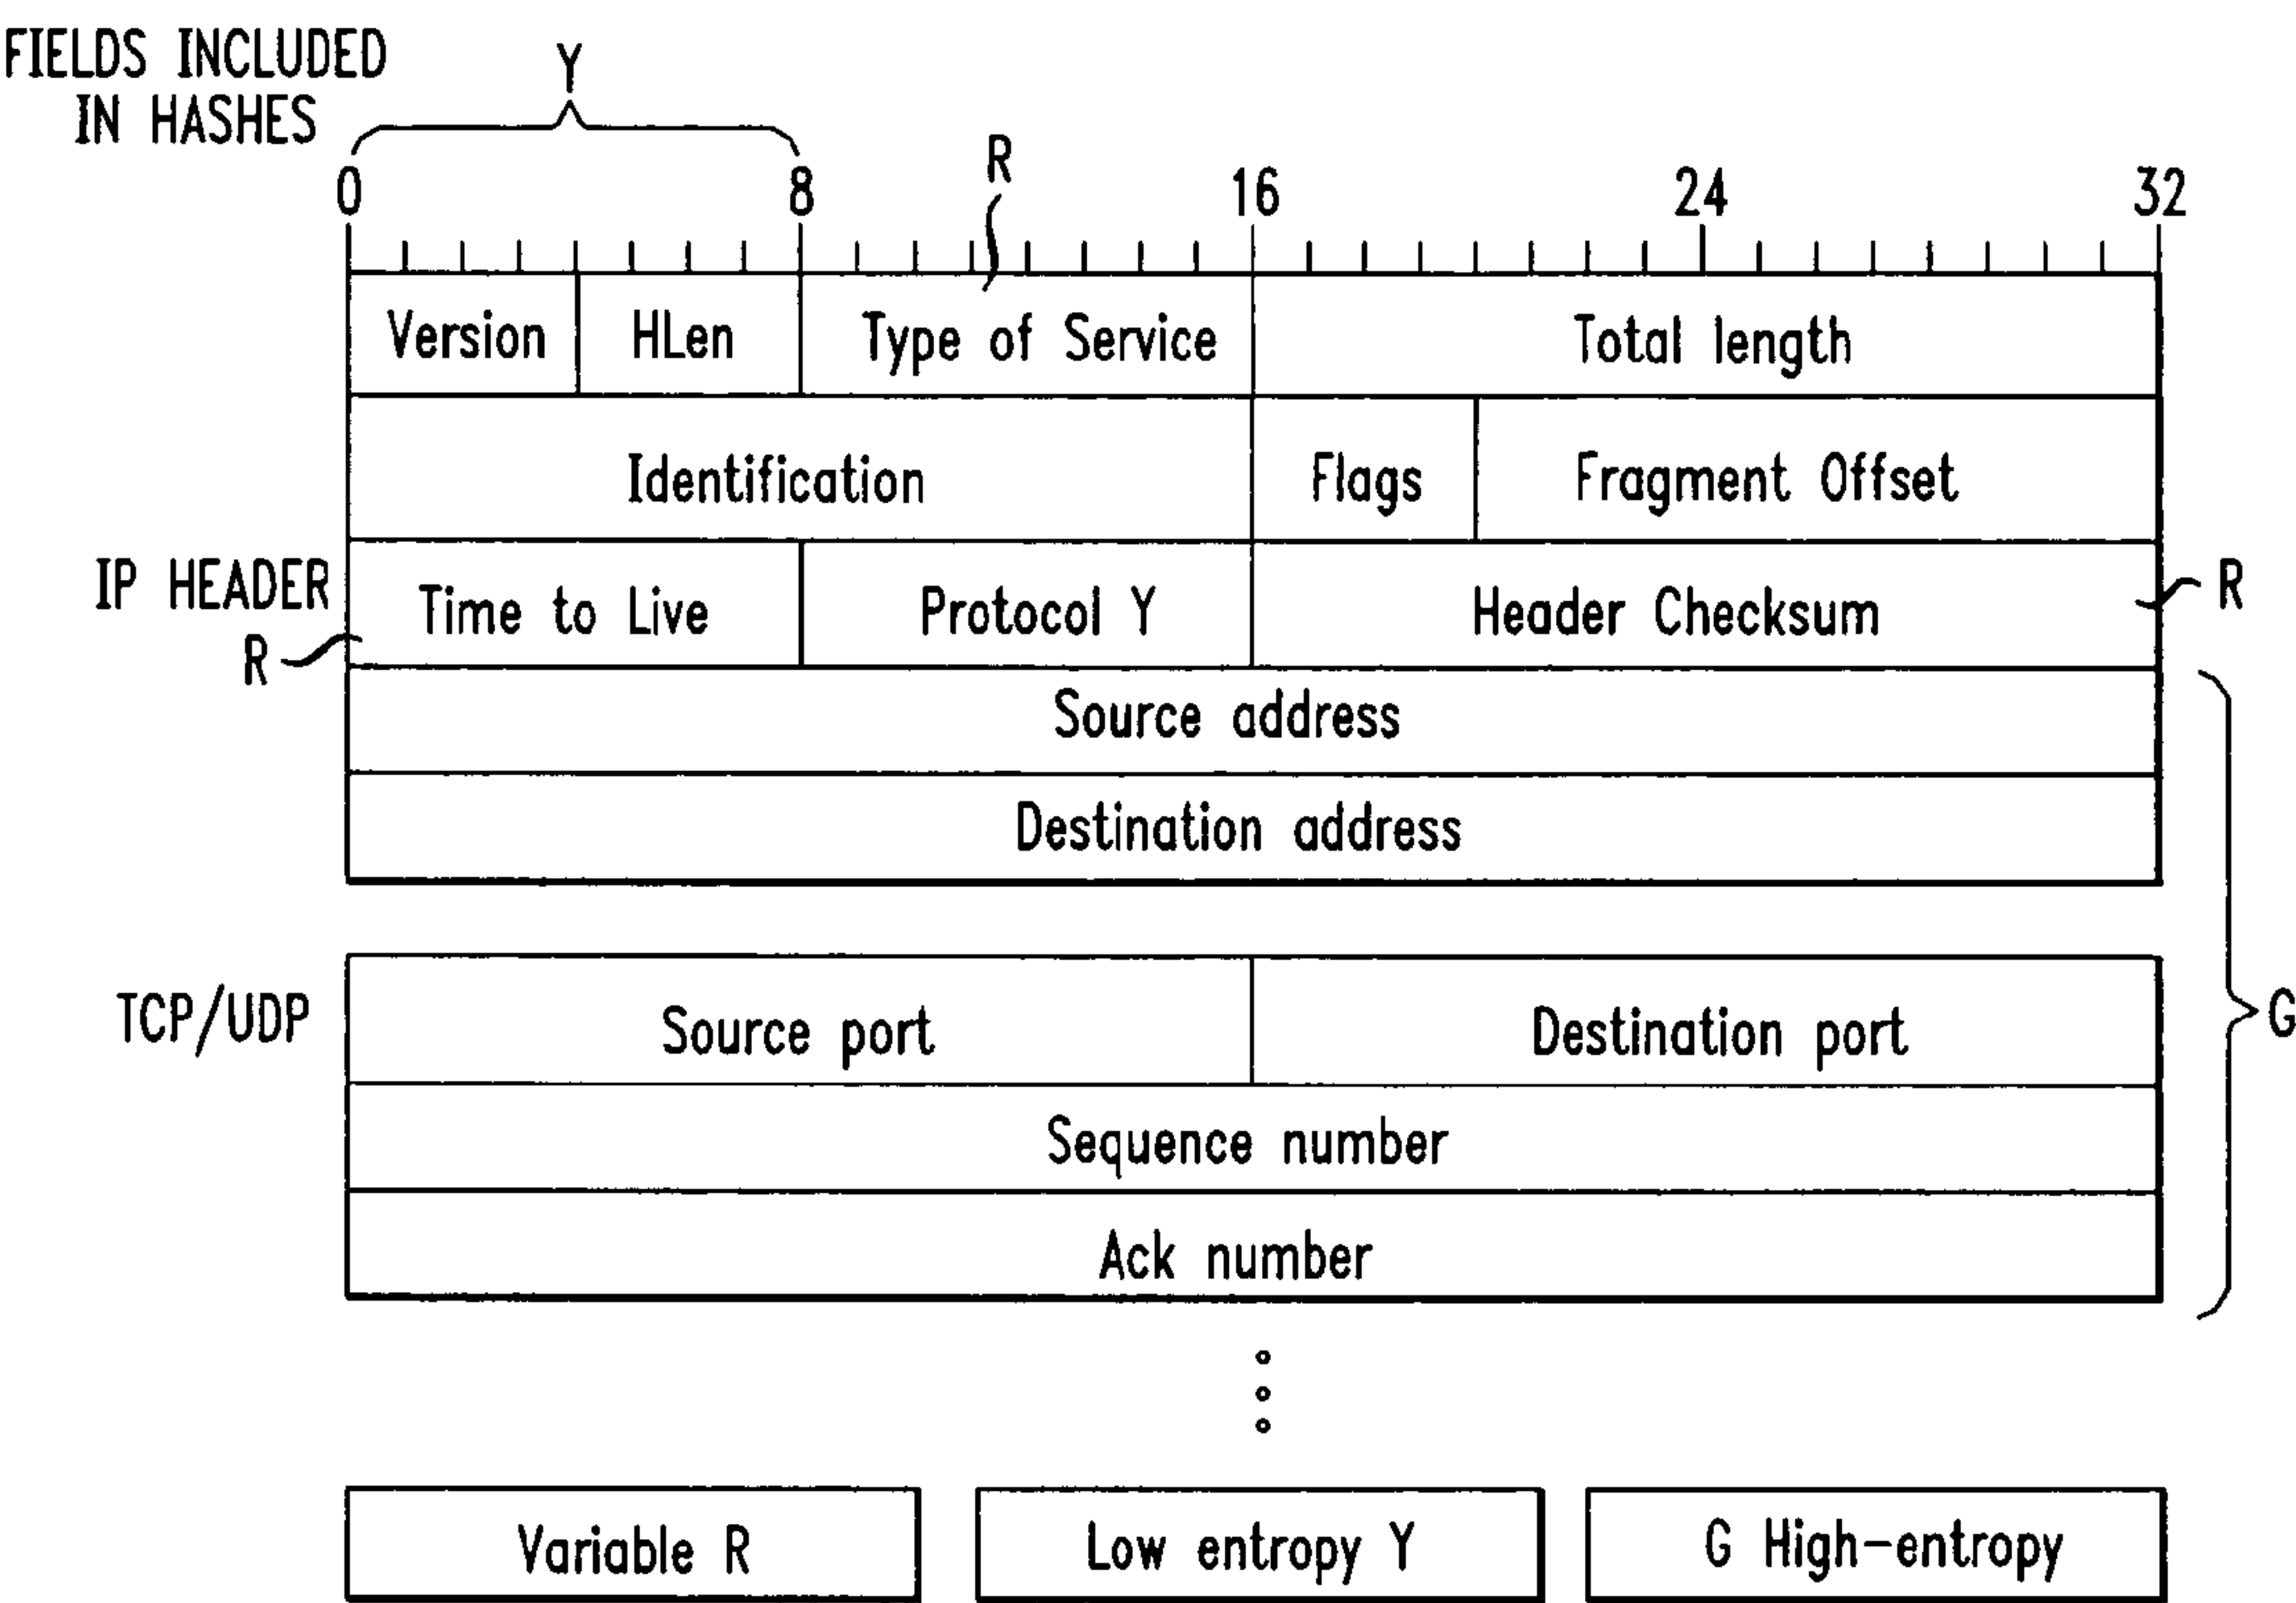 FIELDS INCLUDED
IN HASHES
Y
R
0 8 16 24 32
Version HLen Type of Service Total length
Identification Flags Fragment Offset
IP HEADER
Time to Live Protocol Y Header Checksum R
R
Source address
Destination address
TCP/UDP
Source port Destination port
G
Sequence number
Ack number
Variable R Low entropy Y G High-entropy